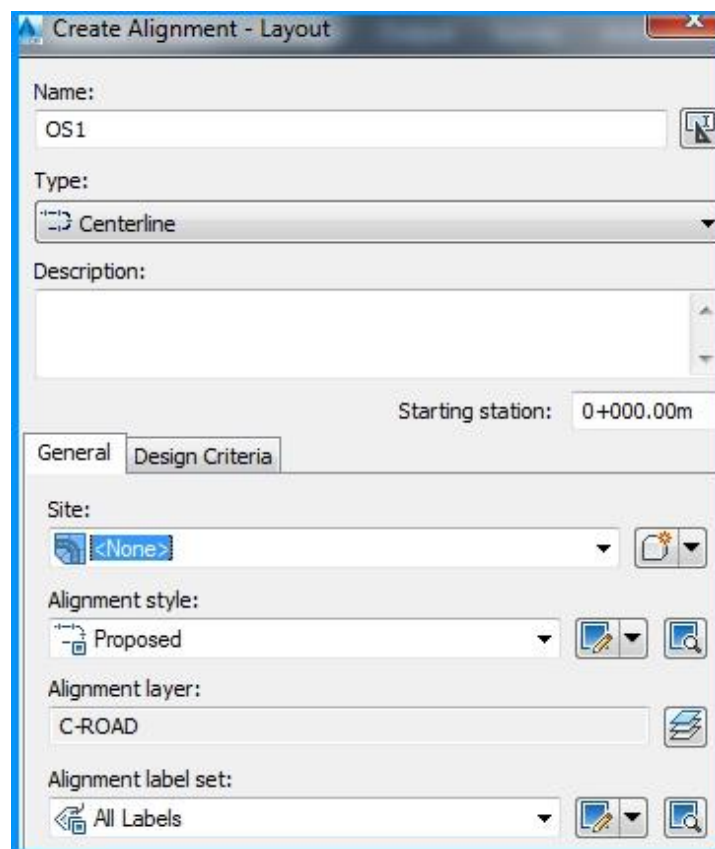 Create Alignment - Layout
Name:
OS1
Type:
Centerline
Description:
Starting station: 0+000.00m
General Design Criteria
Site:
<None>
Alignment style:
Proposed
Alignment layer:
C-ROAD
Alignment label set:
All Labels